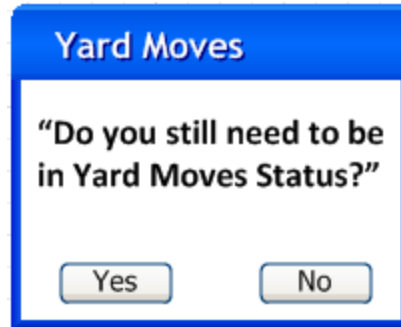 Yard Moves
“Do you still need to be
in Yard Moves Status?”
Yes No